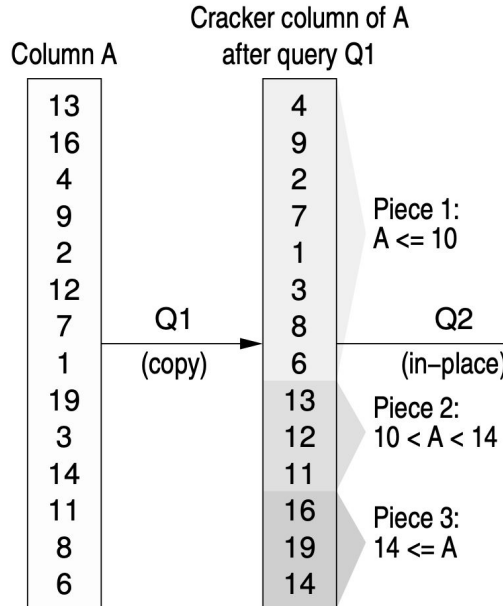 Column A
Cracker column of A
after query Q1
13
16
4
9
2
12
7
1
19
3
14
11
8
6
Q1
(copy)
4
9
2
7
1
3
8
6
13
12
11
16
19
14
Piece 1:
A <= 10
Q2
(in-place)
Piece 2:
10 < A < 14
Piece 3:
14 <= A